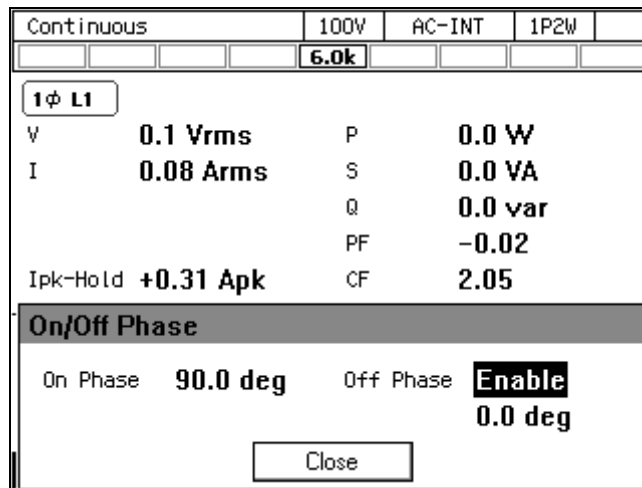 Continuous 100V AC-INT 1P2W
6.0k
1ϕ L1
V 0.1 Vrms P 0.0 W
I 0.08 Arms S 0.0 VA
Q 0.0 var
PF -0.02
Ipk-Hold +0.31 Apk CF 2.05
On/Off Phase
On Phase 90.0 deg Off Phase Enable
0.0 deg
Close